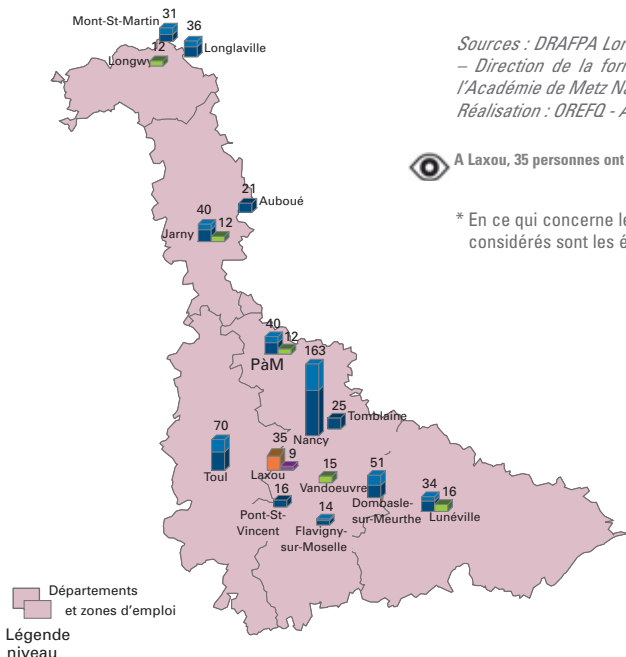 31
Mont-St-Martin
36
12
Longlaville
Longwy
Sources : DRAFPA Lor
– Direction de la for
l'Académie de Metz Na
Réalisation : OREFQ - A
A Laxou, 35 personnes ont
* En ce qui concerne le
considérés sont les é
21
Auboué
40
12
Jarny
40
12
PàM
163
25
Tomblaine
Nancy
70
Toul
35
9
Laxou
15
Vandoeuvre
51
Dombasle-
sur-Meurthe
34
16
Lunéville
16
Pont-St-
Vincent
14
Flavigny-
sur-Moselle
Départements
et zones d'emploi
Légende
niveau